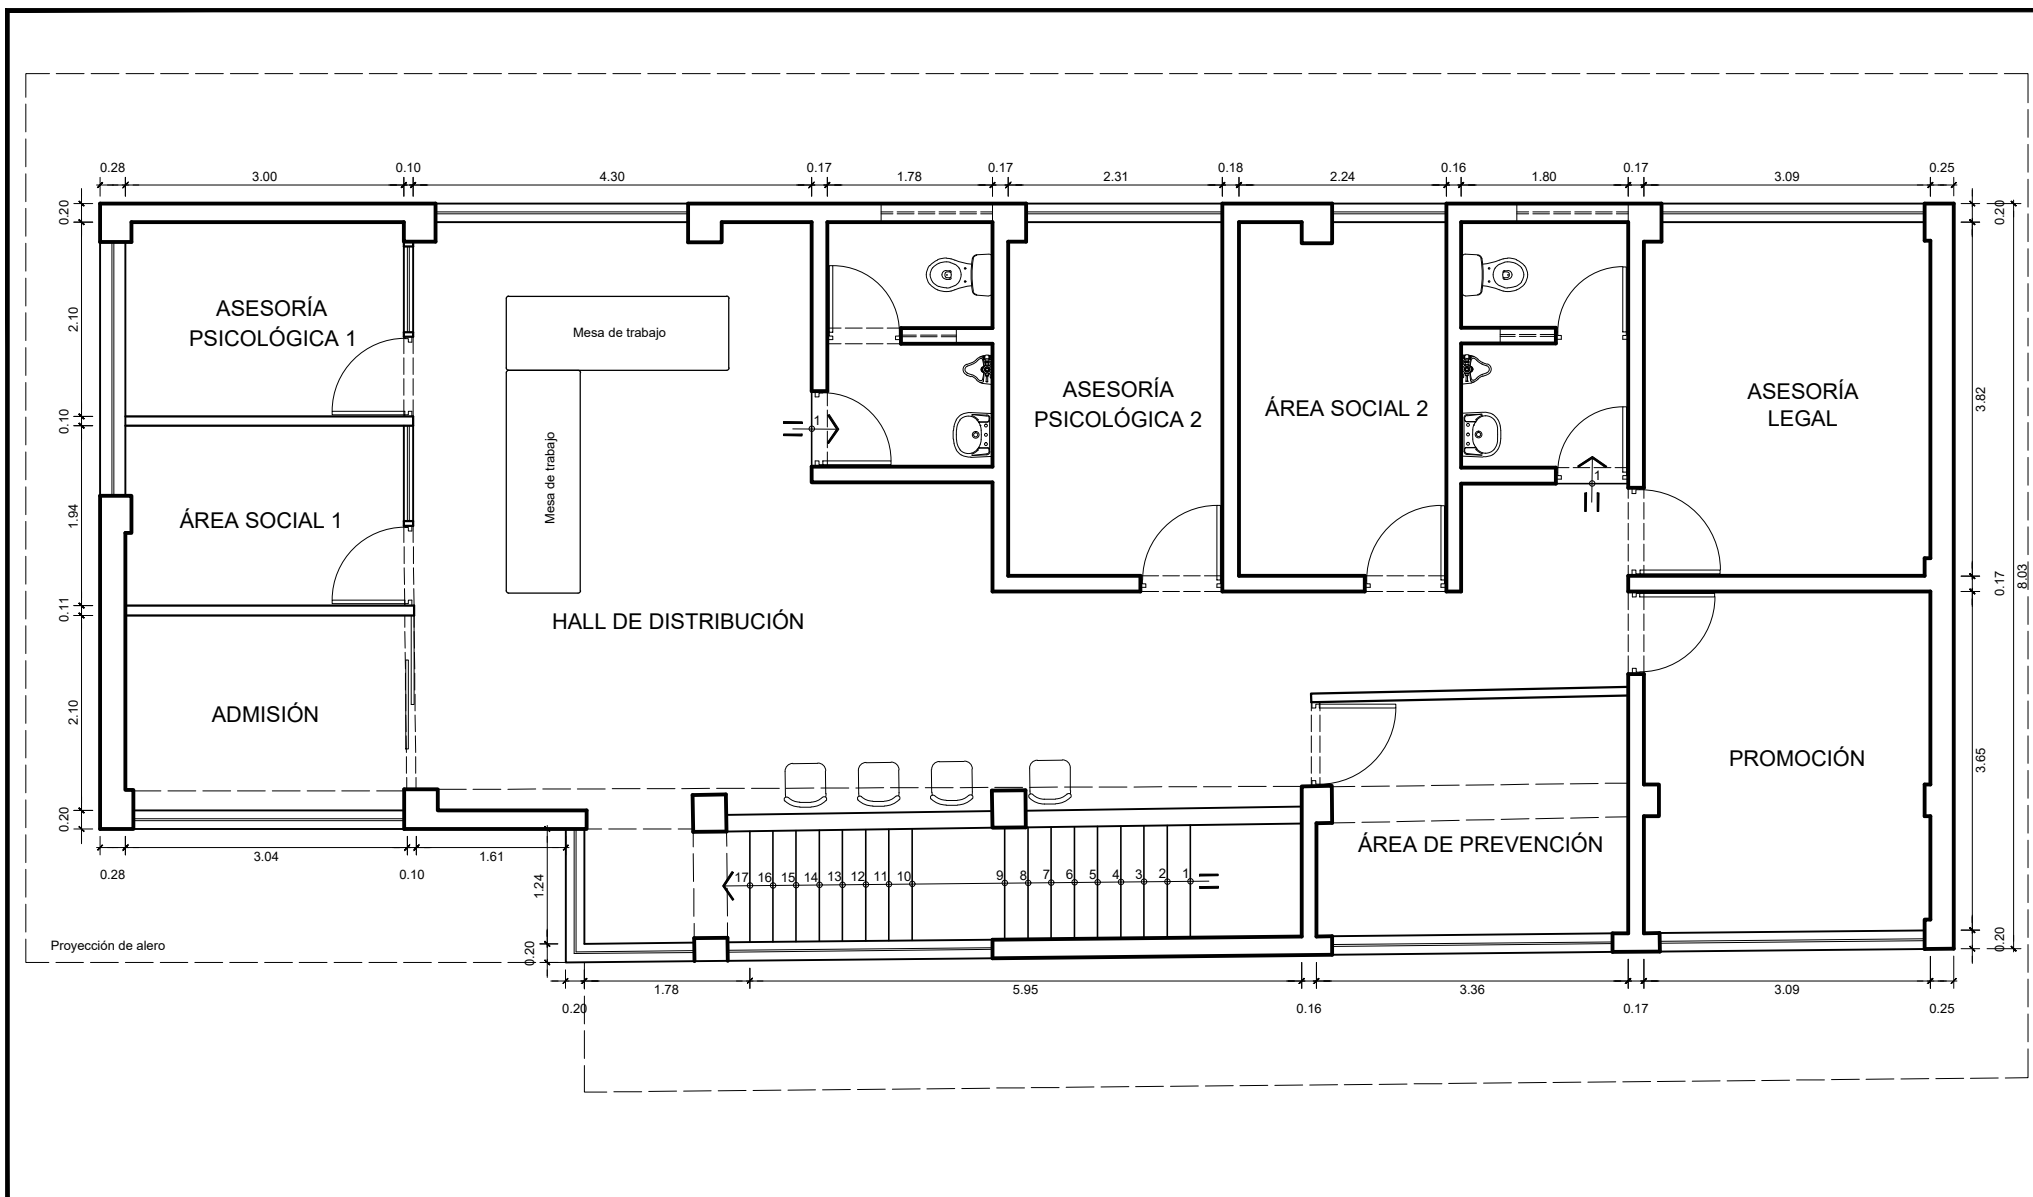 0.28
3.00
0.10
4.30
0.17
1.78
0.17
2.31
0.18
2.24
0.16
1.80
0.17
3.09
0.25
0.20
2.10
0.10
1.94
0.11
2.10
0.20
0.20
3.82
0.17
8.03
3.65
0.20
ASESORÍA
PSICOLÓGICA 1
Mesa de trabajo
Mesa de trabajo
ASESORÍA
PSICOLÓGICA 2
ÁREA SOCIAL 2
ASESORÍA
LEGAL
1
1
ÁREA SOCIAL 1
HALL DE DISTRIBUCIÓN
ADMISIÓN
PROMOCIÓN
ÁREA DE PREVENCIÓN
17 16 15 14 13 12 11 10 9 8 7 6 5 4 3 2 1
0.28
3.04
0.10
1.61
1.24
0.20
Proyección de alero
0.20
1.78
5.95
0.16
3.36
0.17
3.09
0.25